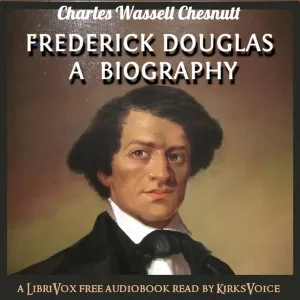 Charles Wassell Chesnutt
FREDERICK DOUGLAS
A BIOGRAPHY
A LIBRIVOX FREE AUDIOBOOK READ BY KIRKSVOICE